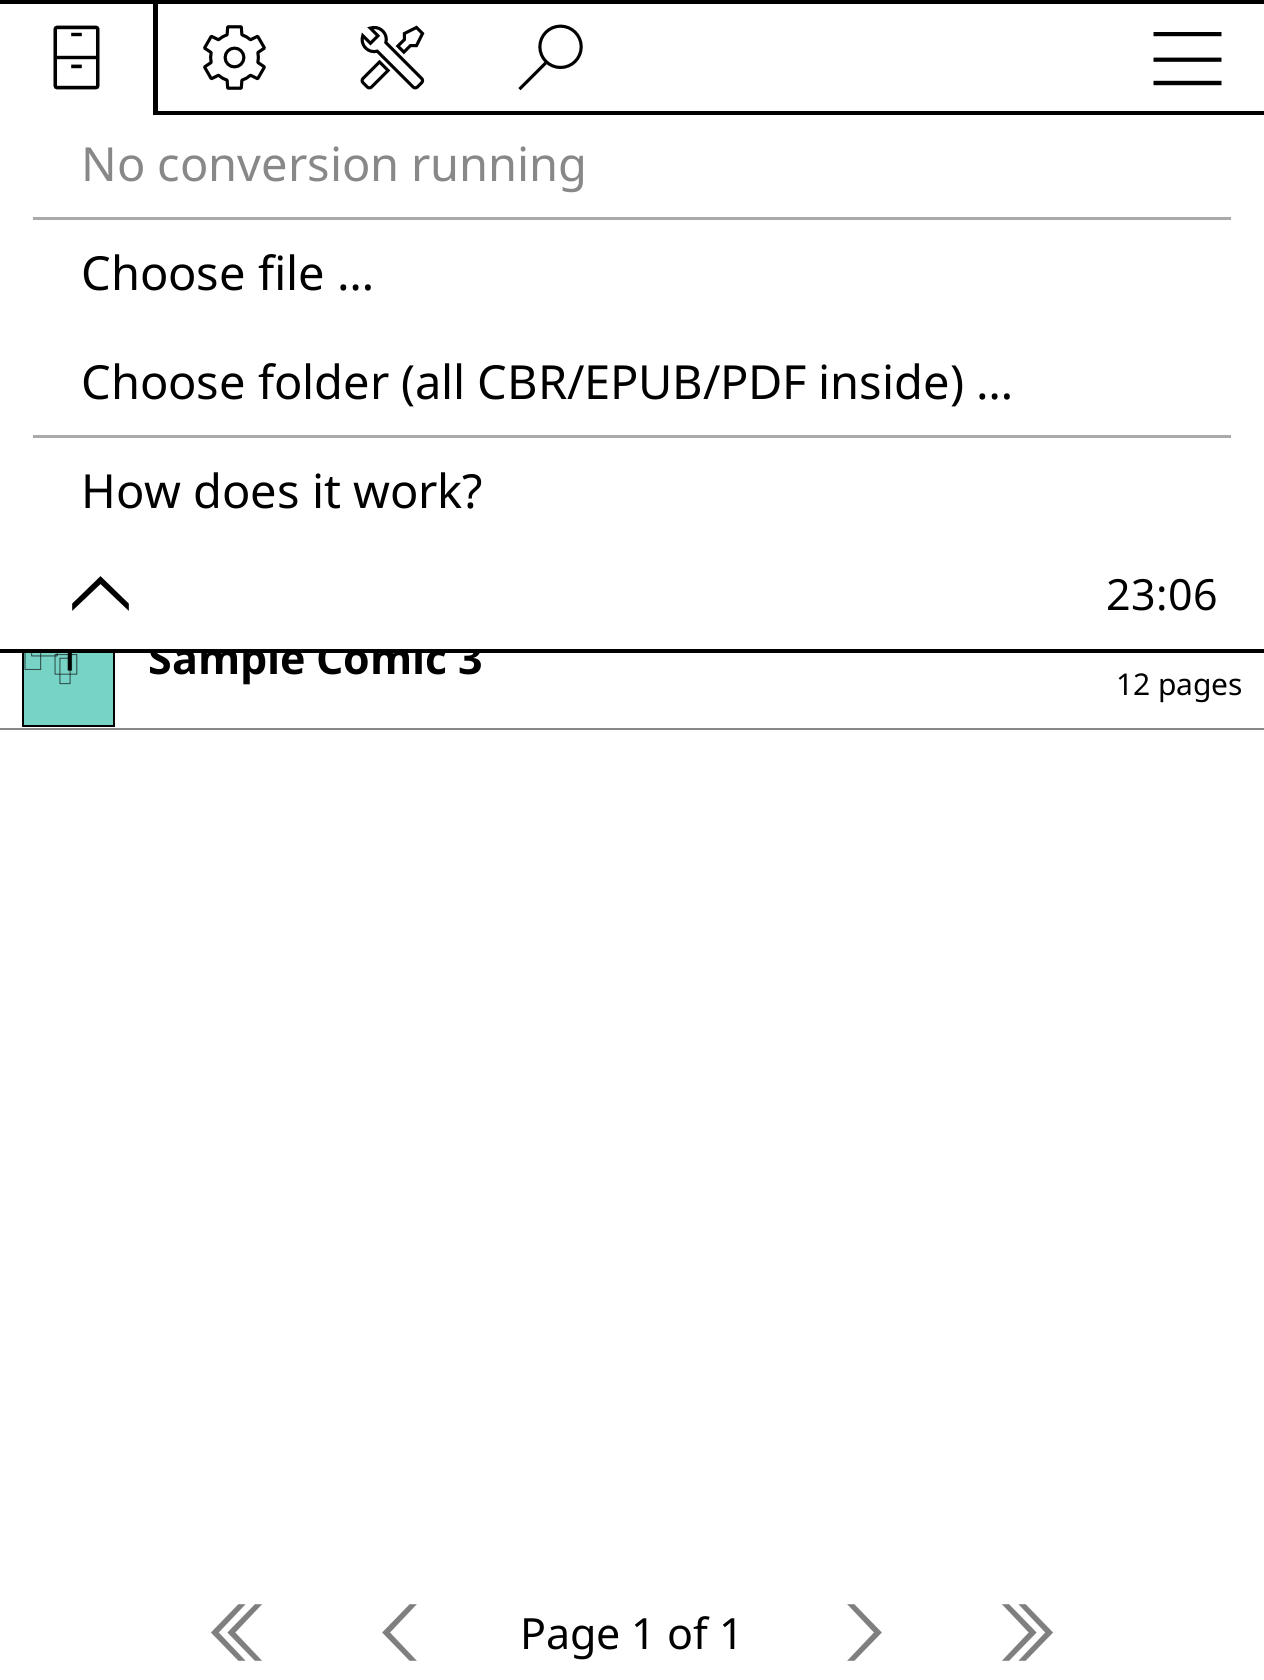 No conversion running
Choose file ...
Choose folder (all CBR/EPUB/PDF inside) ...
How does it work?
23:06
Sample Comic 3
12 pages
Page 1 of 1